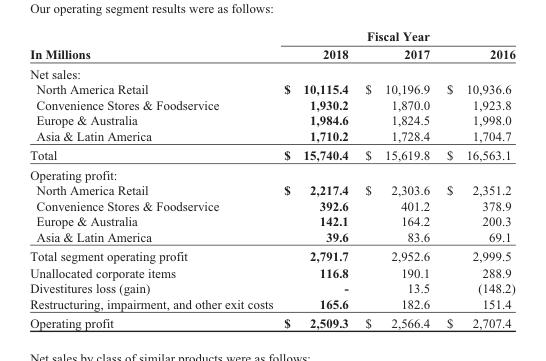 Our operating segment results were as follows:
Fiscal Year
In Millions 2018 2017 2016
Net sales:
North America Retail $ 10,115.4 $ 10,196.9 $ 10,936.6
Convenience Stores & Foodservice 1,930.2 1,870.0 1,923.8
Europe & Australia 1,984.6 1,824.5 1,998.0
Asia & Latin America 1,710.2 1,728.4 1,704.7
Total $ 15,740.4 $ 15,619.8 $ 16,563.1
Operating profit:
North America Retail $ 2,217.4 $ 2,303.6 $ 2,351.2
Convenience Stores & Foodservice 392.6 401.2 378.9
Europe & Australia 142.1 164.2 200.3
Asia & Latin America 39.6 83.6 69.1
Total segment operating profit 2,791.7 2,952.6 2,999.5
Unallocated corporate items 116.8 190.1 288.9
Divestitures loss (gain) - 13.5 (148.2)
Restructuring, impairment, and other exit costs 165.6 182.6 151.4
Operating profit $ 2,509.3 $ 2,566.4 $ 2,707.4
Net sales by class of similar products were as follows: